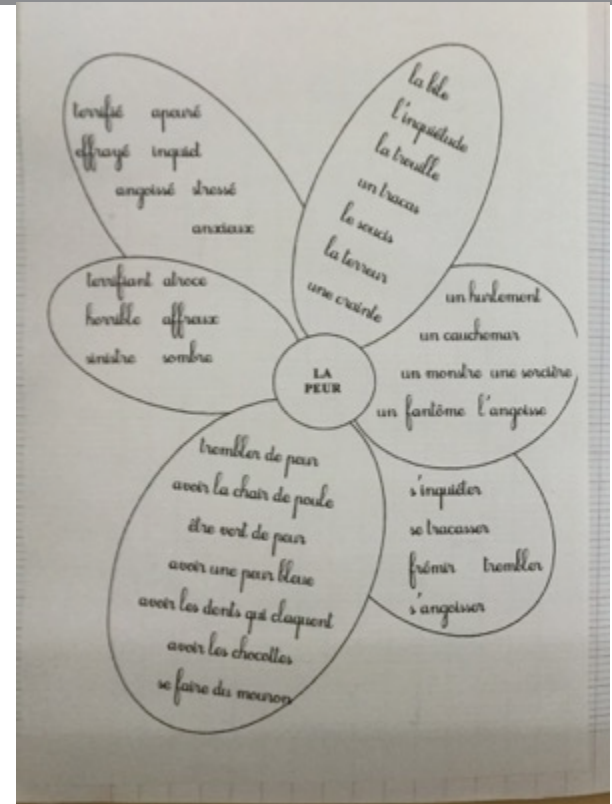 terrifié apeuré
effrayé inquiet
angoissé stressé
anxiaux
la bile
l'inquiétude
la trouille
un tracas
le soucis
la terreur
une crainte
terrifiant atroce
horrible affreux
sinistre sombre
un hurlement
un cauchemar
un monstre une sorcière
un fantôme l'angoisse
LA
PEUR
trembler de peur
avoir la chair de poule
être vert de peur
avoir une peur bleue
avoir les dents qui claquent
avoir les chocottes
se faire du mouron
s'inquiéter
se tracasser
frémir trembler
s'angoisser